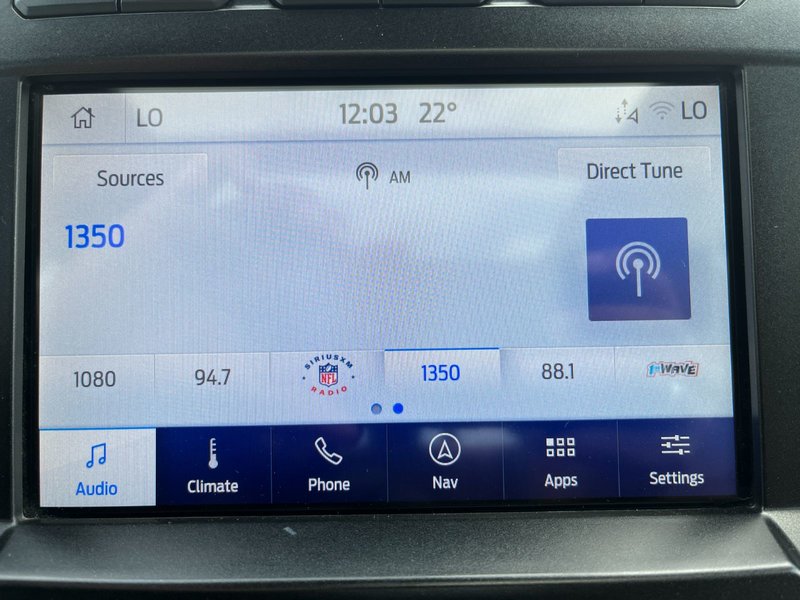 LO 12:03 22° LO
Sources AM Direct Tune
1350
1080 94.7 SIRIUSXM NFL RADIO 1350 88.1 1st WAVE
Audio Climate Phone Nav Apps Settings